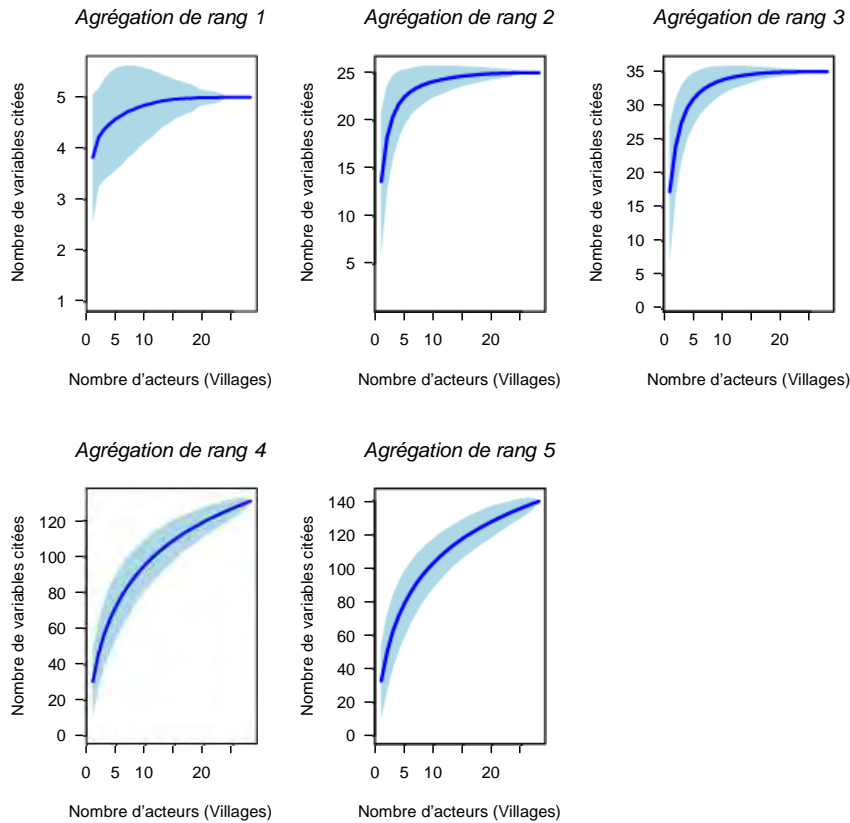 Agrégation de rang 1
Agrégation de rang 2
Agrégation de rang 3
Nombre de variables citées
5
4
3
2
1
0 5 10 20
Nombre d'acteurs (Villages)
Nombre de variables citées
25
20
15
10
5
0 5 10 20
Nombre d'acteurs (Villages)
Nombre de variables citées
35
30
25
20
15
10
5
0
0 5 10 20
Nombre d'acteurs (Villages)
Agrégation de rang 4
Agrégation de rang 5
Nombre de variables citées
120
100
80
60
40
20
0
0 5 10 20
Nombre d'acteurs (Villages)
Nombre de variables citées
140
120
100
80
60
40
20
0
0 5 10 20
Nombre d'acteurs (Villages)